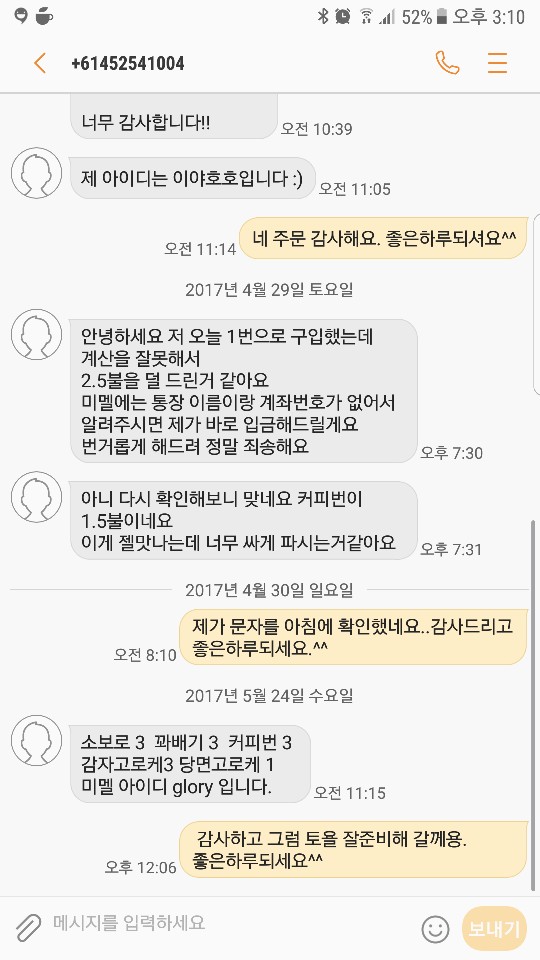 52% 오후 3:10
+61452541004
너무 감사합니다!!
오전 10:39
제 아이디는 이야호호입니다 :)
오전 11:05
네 주문 감사해요. 좋은하루되셔요^^
오전 11:14
2017년 4월 29일 토요일
안녕하세요 저 오늘 1번으로 구입했는데
계산을 잘못해서
2.5불을 덜 드린거 같아요
미멜에는 통장 이름이랑 계좌번호가 없어서
알려주시면 제가 바로 입금해드릴게요
번거롭게 해드려 정말 죄송해요
오후 7:30
아니 다시 확인해보니 맞네요 커피번이
1.5불이네요
이게 젤맛나는데 너무 싸게 파시는거같아요
오후 7:31
2017년 4월 30일 일요일
제가 문자를 아침에 확인했네요..감사드리고
좋은하루되세요.^^
오전 8:10
2017년 5월 24일 수요일
소보로 3 꽈배기 3 커피번 3
감자고로케3 당면고로케 1
미멜 아이디 glory 입니다.
오전 11:15
감사하고 그럼 토욜 잘준비해 갈께용.
좋은하루되세요^^
오후 12:06
메시지를 입력하세요
보내기